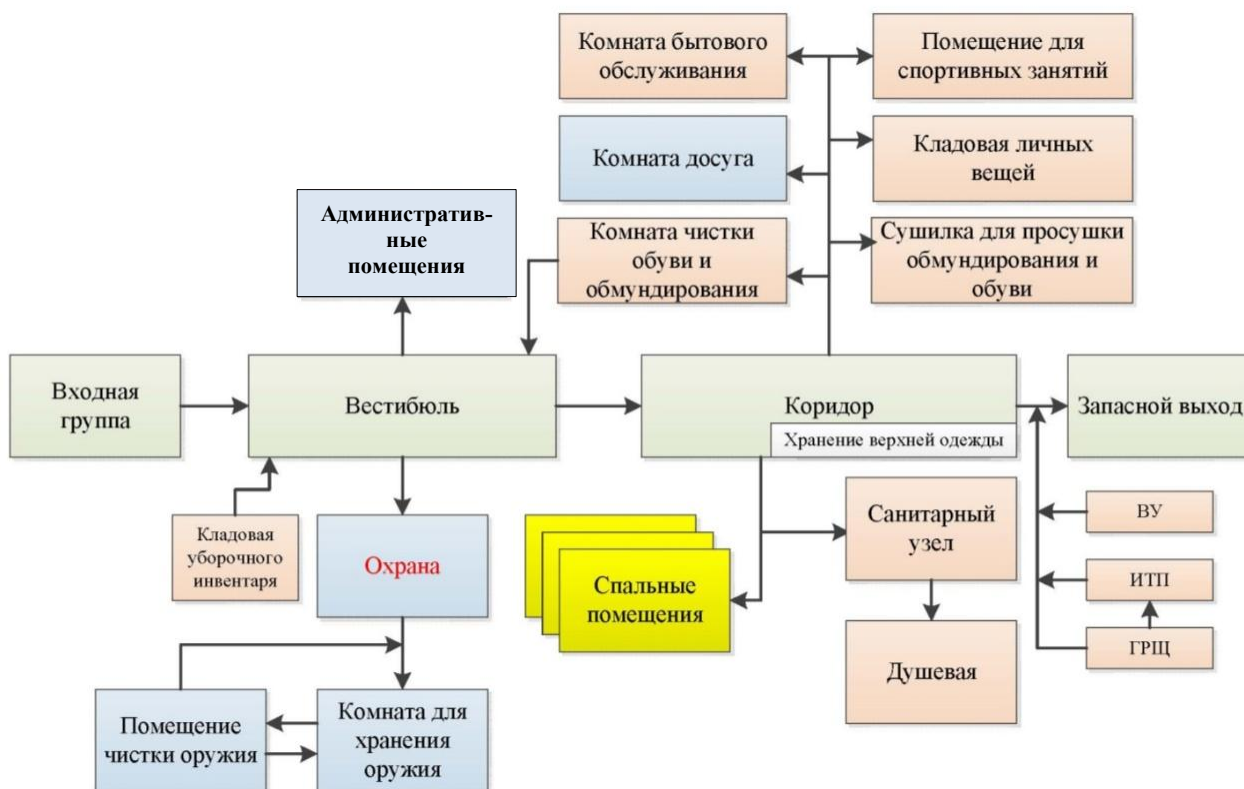 Комната бытового
обслуживания
Помещение для
спортивных занятий
Комната досуга
Кладовая личных
вещей
Административ-
ные
помещения
Комната чистки
обуви и
обмундирования
Сушилка для просушки
обмундирования и
обуви
Входная
группа
Вестибюль
Коридор
Хранение верхней одежды
Запасной выход
Кладовая
уборочного
инвентаря
Охрана
Спальные
помещения
Санитарный
узел
ВУ
ИТП
ГРЩ
Душевая
Помещение
чистки оружия
Комната для
хранения
оружия